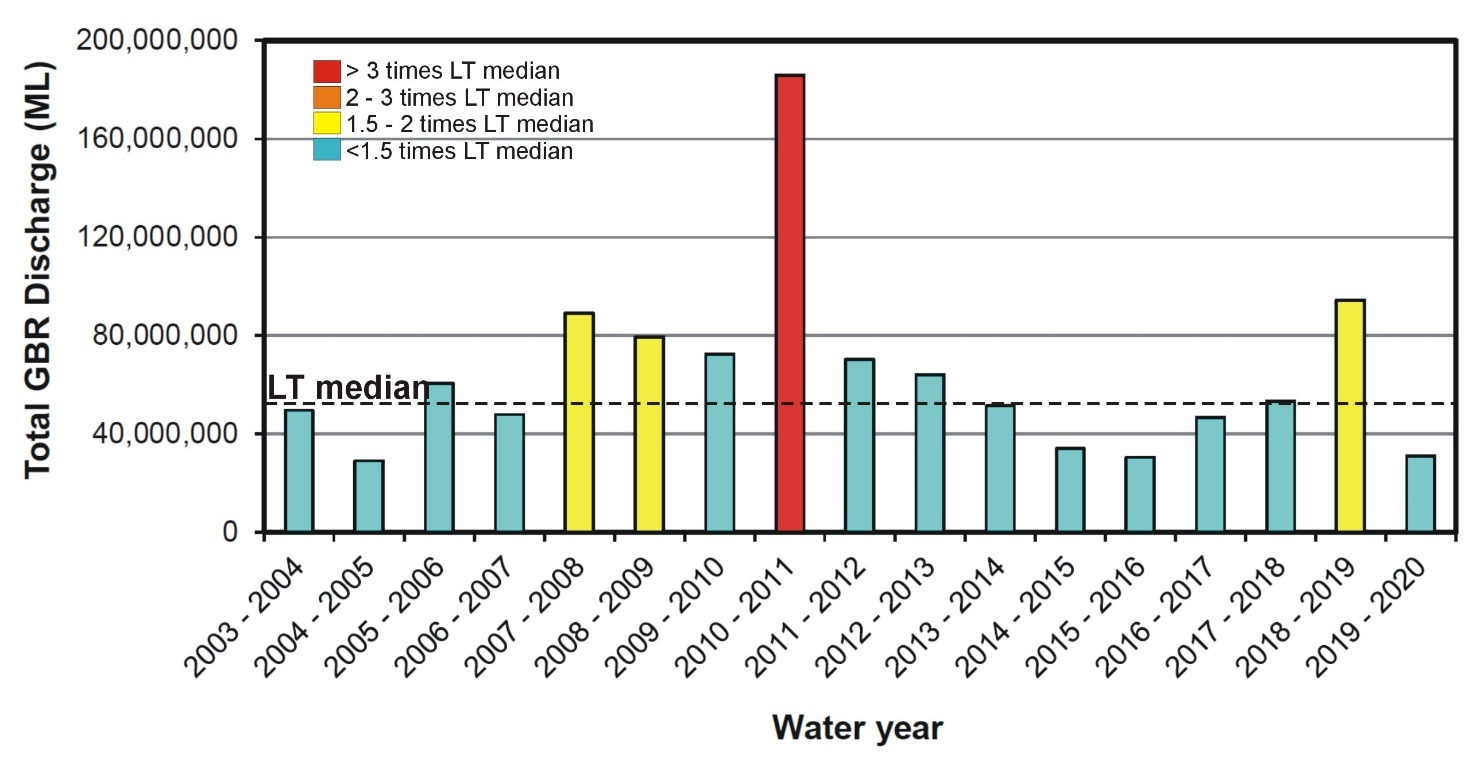 200,000,000
160,000,000
120,000,000
80,000,000
40,000,000
0
Total GBR Discharge (ML)
> 3 times LT median
2 - 3 times LT median
1.5 - 2 times LT median
<1.5 times LT median
LT median
2003 - 2004
2004 - 2005
2005 - 2006
2006 - 2007
2007 - 2008
2008 - 2009
2009 - 2010
2010 - 2011
2011 - 2012
2012 - 2013
2013 - 2014
2014 - 2015
2015 - 2016
2016 - 2017
2017 - 2018
2018 - 2019
2019 - 2020
Water year